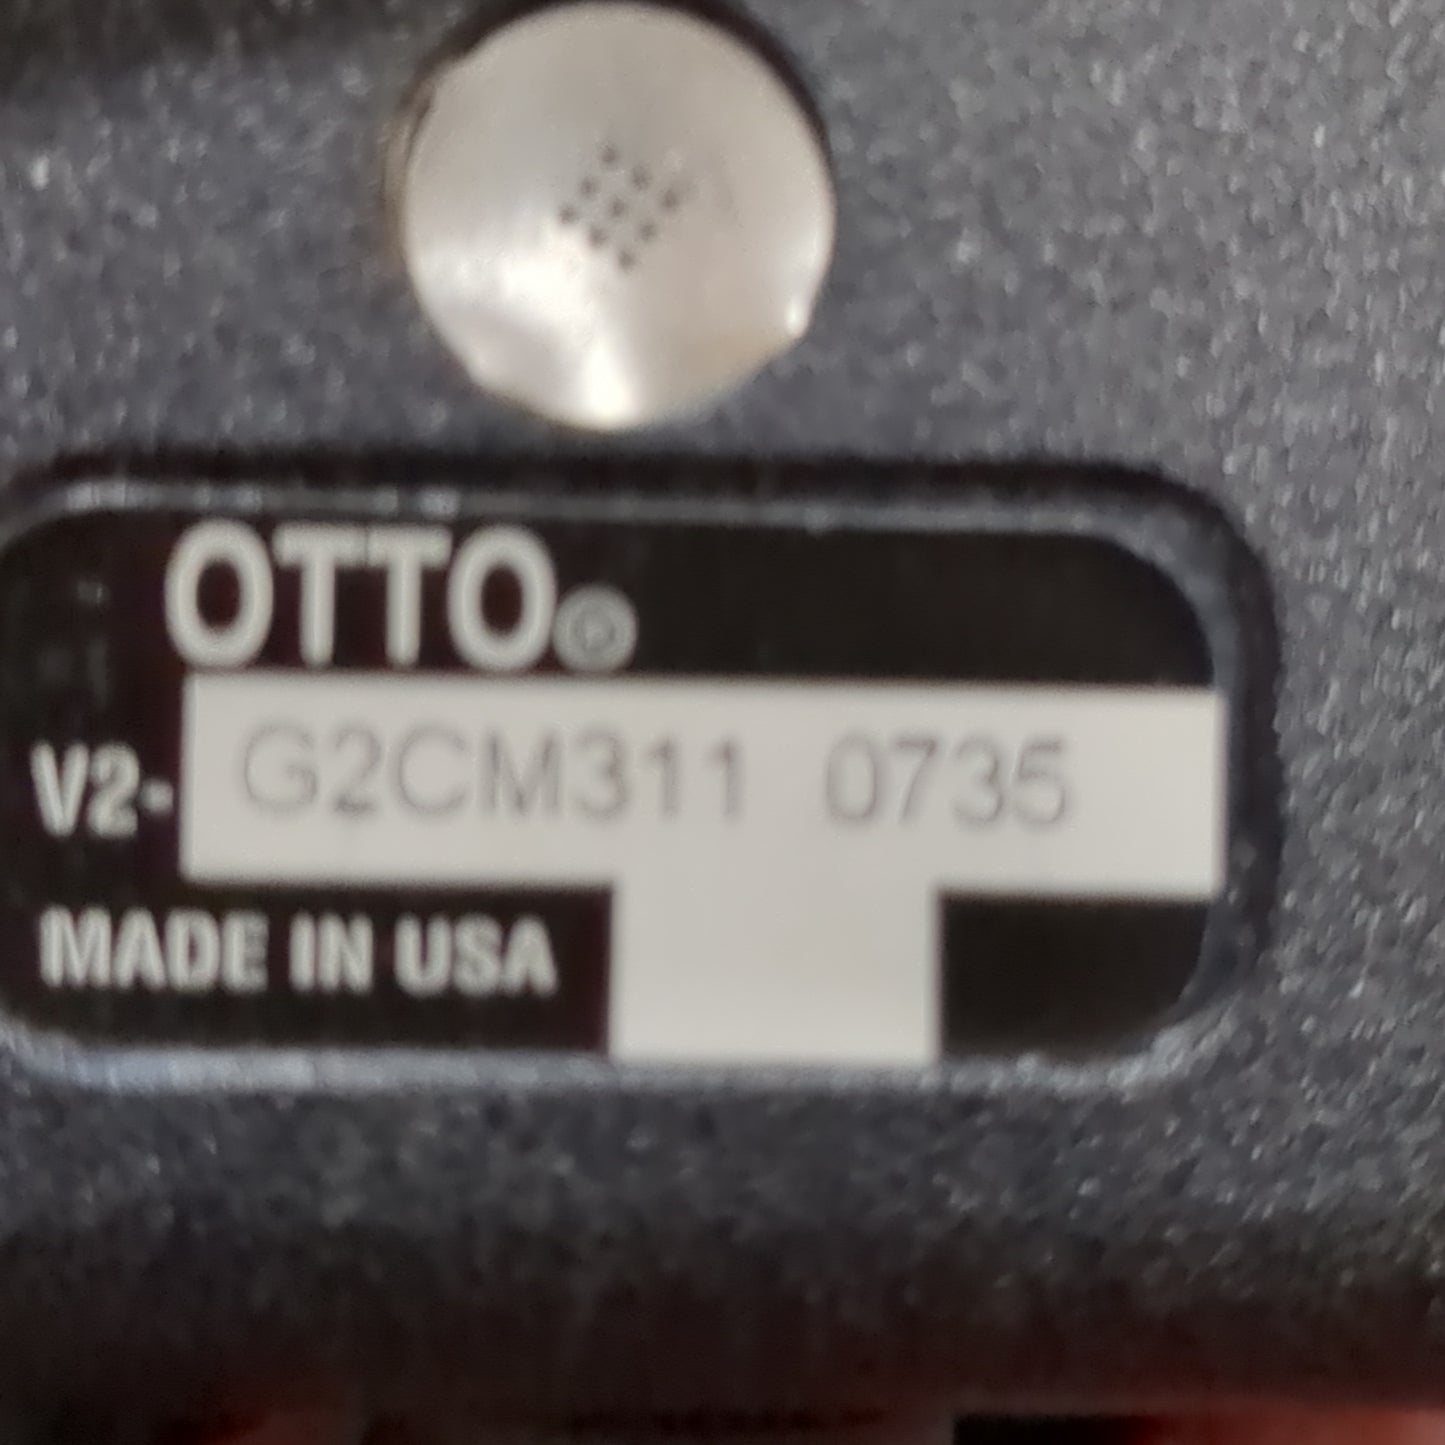 OTTO®
V2- G2CM311 0735
MADE IN USA